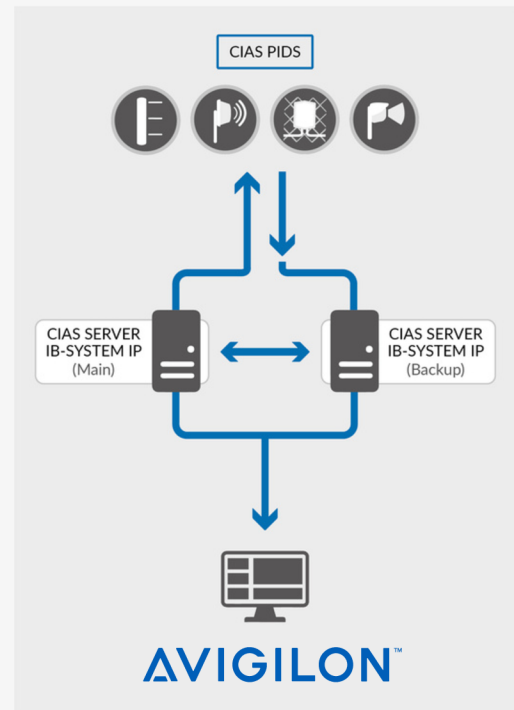 CIAS PIDS
CIAS SERVER
IB-SYSTEM IP
(Main)
CIAS SERVER
IB-SYSTEM IP
(Backup)
AVIGILON™